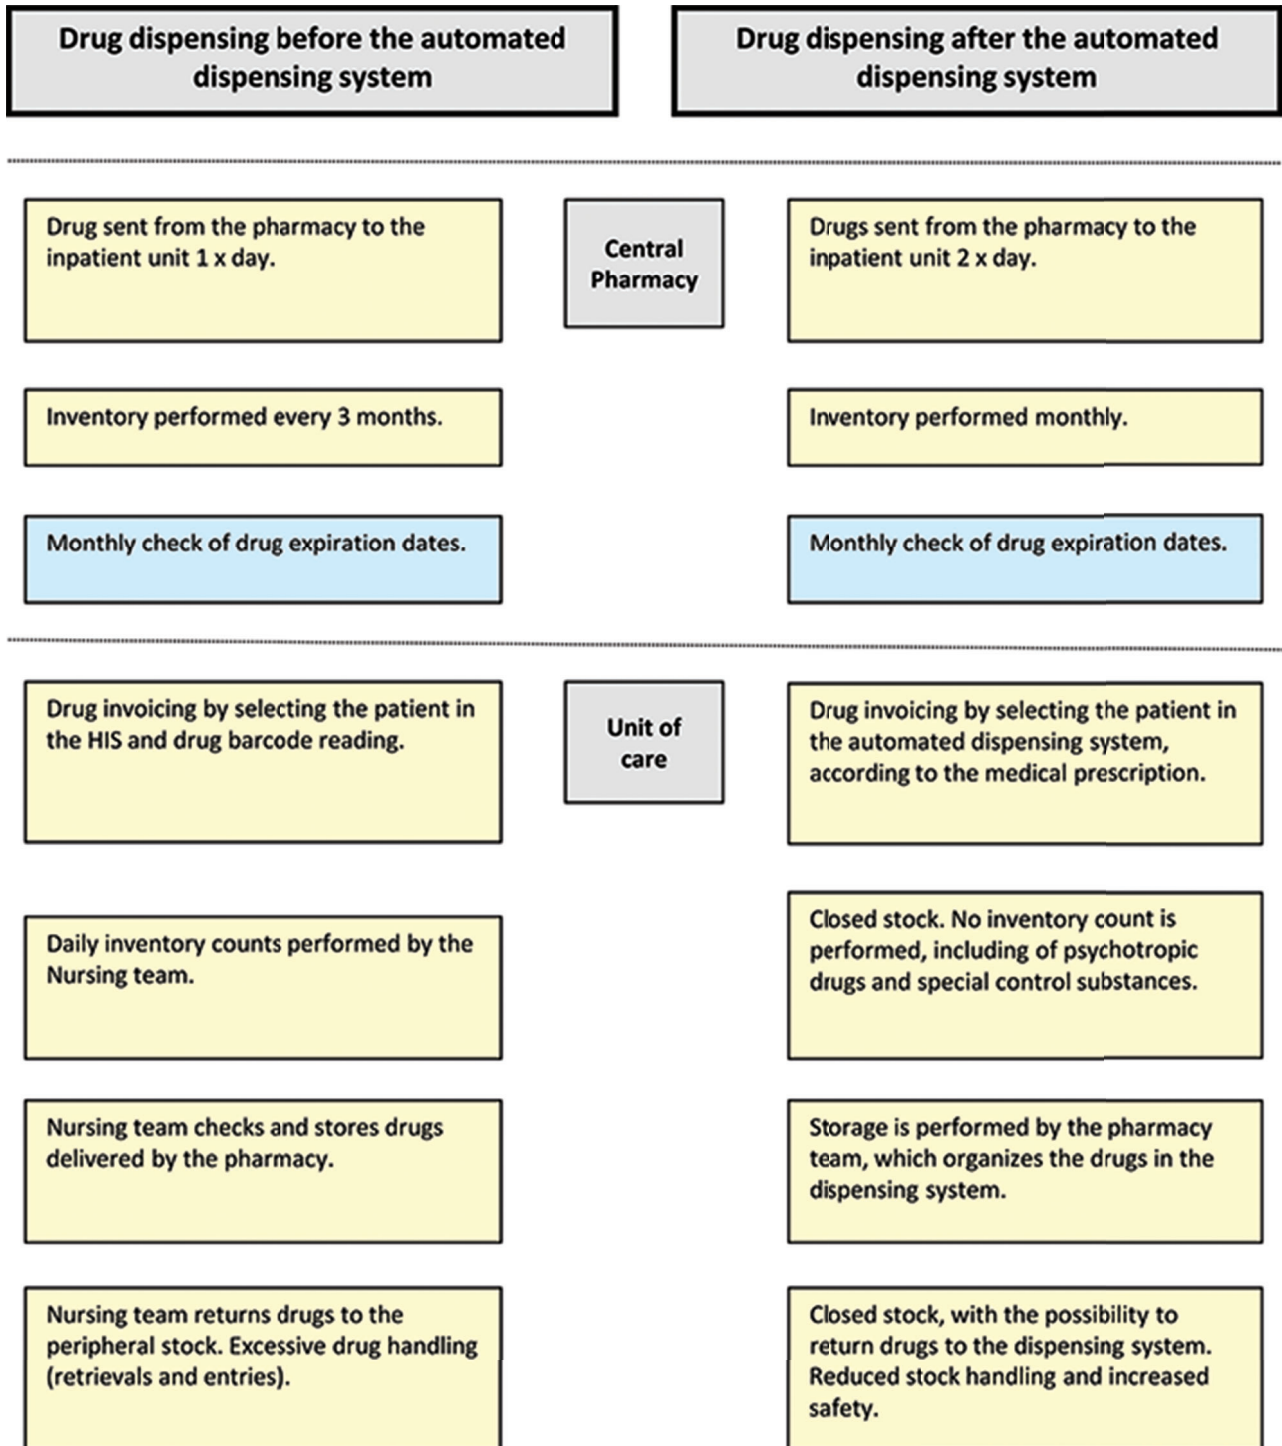 Drug dispensing before the automated
dispensing system
Drug dispensing after the automated
dispensing system
Drug sent from the pharmacy to the
inpatient unit 1 x day.
Central
Pharmacy
Drugs sent from the pharmacy to the
inpatient unit 2 x day.
Inventory performed every 3 months.
Inventory performed monthly.
Monthly check of drug expiration dates.
Monthly check of drug expiration dates.
Drug invoicing by selecting the patient in
the HIS and drug barcode reading.
Unit of
care
Drug invoicing by selecting the patient in
the automated dispensing system,
according to the medical prescription.
Daily inventory counts performed by the
Nursing team.
Closed stock. No inventory count is
performed, including of psychotropic
drugs and special control substances.
Nursing team checks and stores drugs
delivered by the pharmacy.
Storage is performed by the pharmacy
team, which organizes the drugs in the
dispensing system.
Nursing team returns drugs to the
peripheral stock. Excessive drug handling
(retrievals and entries).
Closed stock, with the possibility to
return drugs to the dispensing system.
Reduced stock handling and increased
safety.